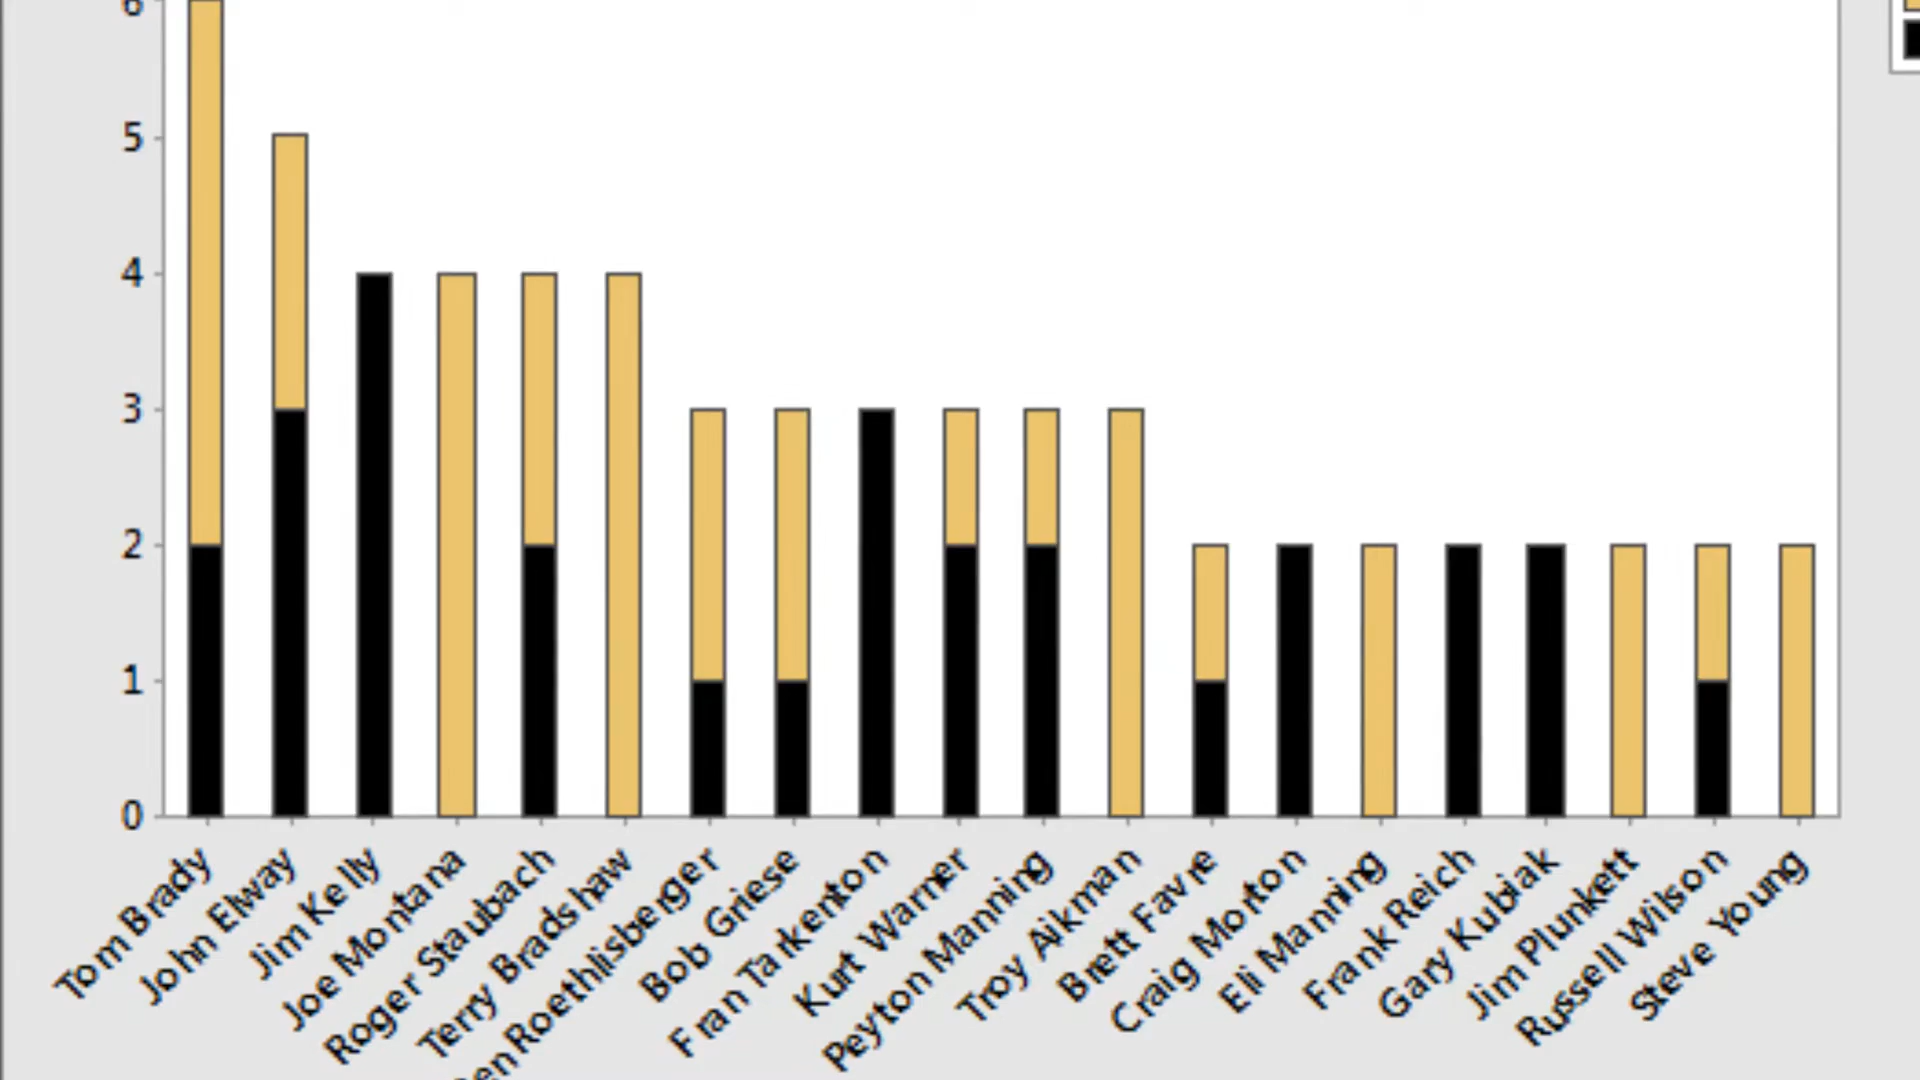 6
5
4
3
2
1
0
Tom Brady
John Elway
Jim Kelly
Joe Montana
Roger Staubach
Terry Bradshaw
en Roethlisberger
Bob Griese
Fran Tarkenton
Kurt Warner
Peyton Manning
Troy Aikman
Brett Favre
Craig Morton
Eli Manning
Frank Reich
Gary Kubiak
Jim Plunkett
Russell Wilson
Steve Young